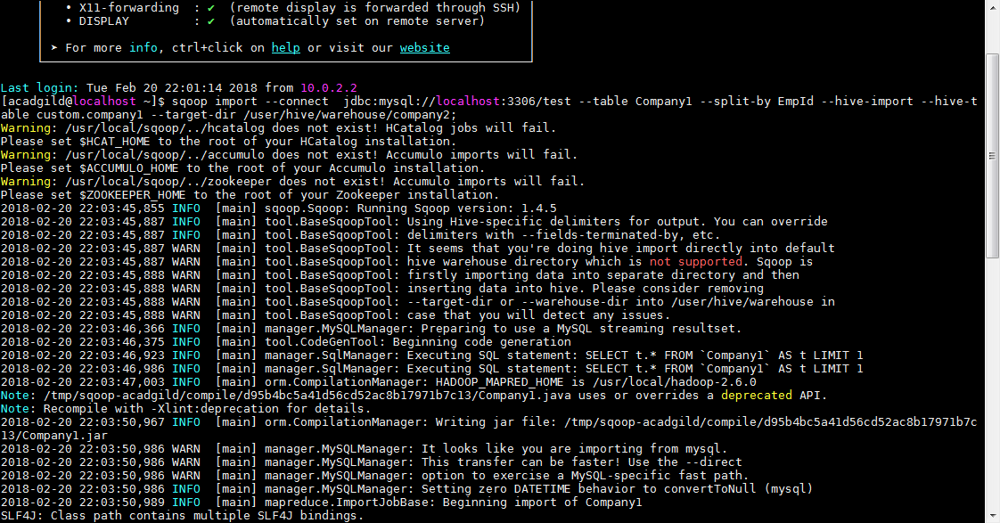 • X11-forwarding : ✔ (remote display is forwarded through SSH)
• DISPLAY : ✔ (automatically set on remote server)
➤ For more info, ctrl+click on help or visit our website
Last login: Tue Feb 20 22:01:14 2018 from 10.0.2.2
[acadgild@localhost ~]$ sqoop import --connect  jdbc:mysql://localhost:3306/test --table Company1 --split-by EmpId --hive-import --hive-t
able custom.company1 --target-dir /user/hive/warehouse/company2;
Warning: /usr/local/sqoop/../hcatalog does not exist! HCatalog jobs will fail.
Please set $HCAT_HOME to the root of your HCatalog installation.
Warning: /usr/local/sqoop/../accumulo does not exist! Accumulo imports will fail.
Please set $ACCUMULO_HOME to the root of your Accumulo installation.
Warning: /usr/local/sqoop/../zookeeper does not exist! Accumulo imports will fail.
Please set $ZOOKEEPER_HOME to the root of your Zookeeper installation.
2018-02-20 22:03:45,855 INFO  [main] sqoop.Sqoop: Running Sqoop version: 1.4.5
2018-02-20 22:03:45,887 INFO  [main] tool.BaseSqoopTool: Using Hive-specific delimiters for output. You can override
2018-02-20 22:03:45,887 INFO  [main] tool.BaseSqoopTool: delimiters with --fields-terminated-by, etc.
2018-02-20 22:03:45,887 WARN  [main] tool.BaseSqoopTool: It seems that you're doing hive import directly into default
2018-02-20 22:03:45,887 WARN  [main] tool.BaseSqoopTool: hive warehouse directory which is not supported. Sqoop is
2018-02-20 22:03:45,888 WARN  [main] tool.BaseSqoopTool: firstly importing data into separate directory and then
2018-02-20 22:03:45,888 WARN  [main] tool.BaseSqoopTool: inserting data into hive. Please consider removing
2018-02-20 22:03:45,888 WARN  [main] tool.BaseSqoopTool: --target-dir or --warehouse-dir into /user/hive/warehouse in
2018-02-20 22:03:45,888 WARN  [main] tool.BaseSqoopTool: case that you will detect any issues.
2018-02-20 22:03:46,366 INFO  [main] manager.MySQLManager: Preparing to use a MySQL streaming resultset.
2018-02-20 22:03:46,375 INFO  [main] tool.CodeGenTool: Beginning code generation
2018-02-20 22:03:46,923 INFO  [main] manager.SqlManager: Executing SQL statement: SELECT t.* FROM `Company1` AS t LIMIT 1
2018-02-20 22:03:46,986 INFO  [main] manager.SqlManager: Executing SQL statement: SELECT t.* FROM `Company1` AS t LIMIT 1
2018-02-20 22:03:47,003 INFO  [main] orm.CompilationManager: HADOOP_MAPRED_HOME is /usr/local/hadoop-2.6.0
Note: /tmp/sqoop-acadgild/compile/d95b4bc5a41d56cd52ac8b17971b7c13/Company1.java uses or overrides a deprecated API.
Note: Recompile with -Xlint:deprecation for details.
2018-02-20 22:03:50,967 INFO  [main] orm.CompilationManager: Writing jar file: /tmp/sqoop-acadgild/compile/d95b4bc5a41d56cd52ac8b17971b7c
13/Company1.jar
2018-02-20 22:03:50,986 WARN  [main] manager.MySQLManager: It looks like you are importing from mysql.
2018-02-20 22:03:50,986 WARN  [main] manager.MySQLManager: This transfer can be faster! Use the --direct
2018-02-20 22:03:50,986 WARN  [main] manager.MySQLManager: option to exercise a MySQL-specific fast path.
2018-02-20 22:03:50,986 INFO  [main] manager.MySQLManager: Setting zero DATETIME behavior to convertToNull (mysql)
2018-02-20 22:03:50,989 INFO  [main] mapreduce.ImportJobBase: Beginning import of Company1
SLF4J: Class path contains multiple SLF4J bindings.